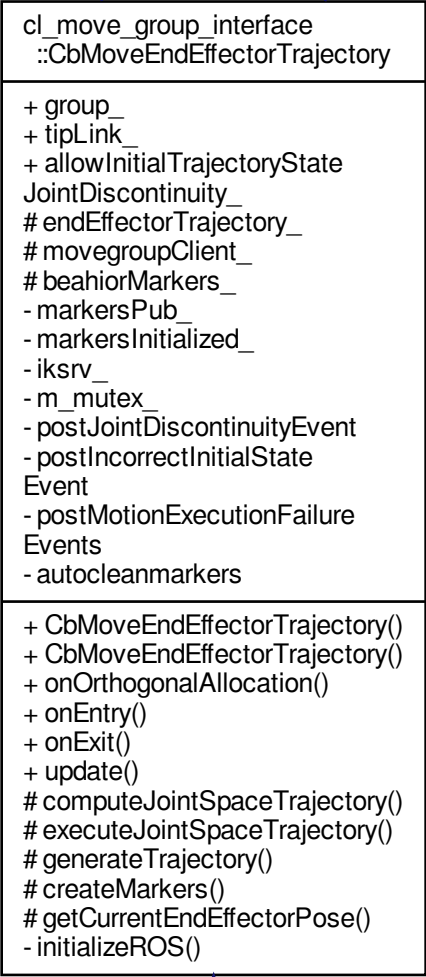 cl_move_group_interface
::CbMoveEndEffectorTrajectory
+ group_
+ tipLink_
+ allowInitialTrajectoryState
JointDiscontinuity_
# endEffectorTrajectory_
# movegroupClient_
# beahiorMarkers_
- markersPub_
- markersInitialized_
- iksrv_
- m_mutex_
- postJointDiscontinuityEvent
- postIncorrectInitialState
Event
- postMotionExecutionFailure
Events
- autocleanmarkers
+ CbMoveEndEffectorTrajectory()
+ CbMoveEndEffectorTrajectory()
+ onOrthogonalAllocation()
+ onEntry()
+ onExit()
+ update()
# computeJointSpaceTrajectory()
# executeJointSpaceTrajectory()
# generateTrajectory()
# createMarkers()
# getCurrentEndEffectorPose()
- initializeROS()